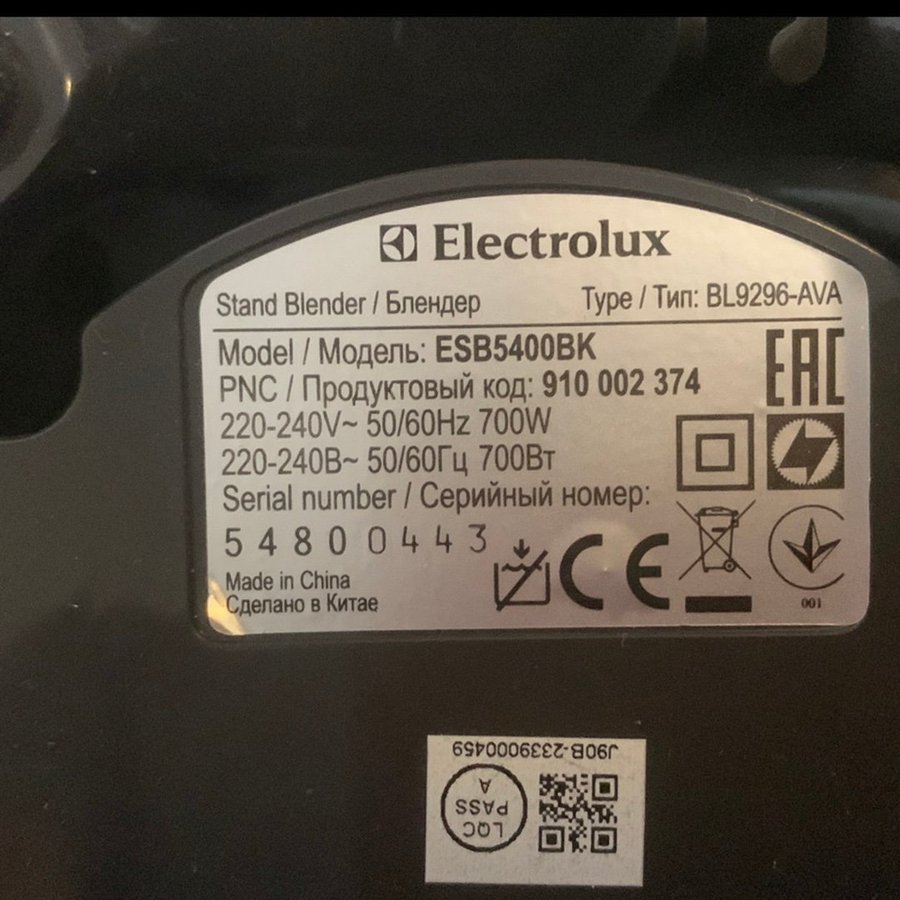 Electrolux
Stand Blender / Блендер Type / Тип: BL9296-AVA
Model / Модель: ESB5400BK
PNC / Продуктовый код: 910 002 374
220-240V~ 50/60Hz 700W
220-240В~ 50/60Гц 700Вт
Serial number / Серийный номер:
54800443
Made in China
Сделано в Китае
EAC
CE
001
J90B-2339000459
LQC
PASS
A